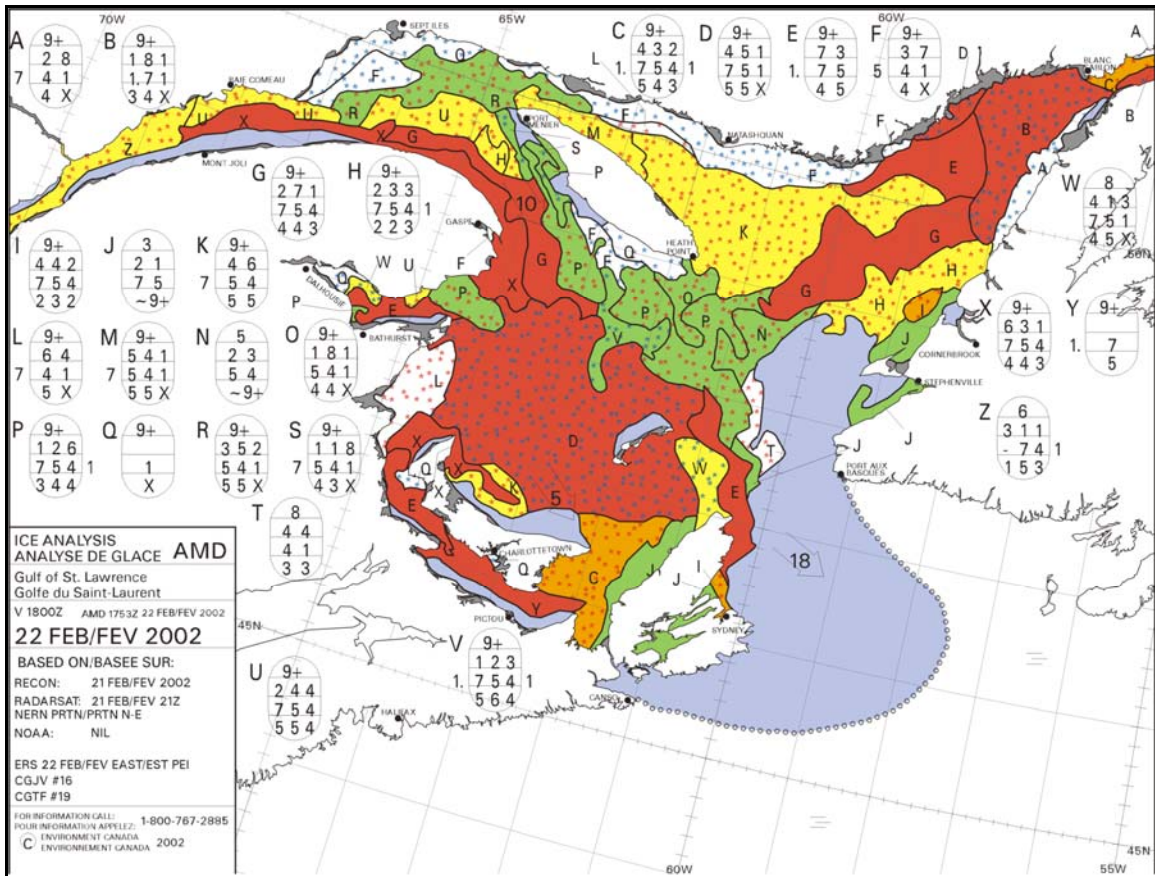 70W
65W
60W
A
9+
2 8
7 4 1
4 X
B
9+
1 8 1
1.7 1
3 4 X
SEPT ILES
C
9+
4 3 2
1. 7 5 4 1
5 4 3
D
9+
4 5 1
7 5 1
5 5 X
E
9+
7 3
1. 7 5
4 5
F
9+
3 7
5 4 1
4 X
D
A
BLANC
SABLON
C
B
L
BAIE COMEAU
G
F
R
R
F
U
X
U
X
U
G
H
Z
MONT JOLI
PORT
MENIER
S
P
M
F
NATASHQUAN
F
F
E
B
A
G
9+
2 7 1
7 5 4
4 4 3
H
9+
2 3 3
7 5 4 1
2 2 3
W
8
4 1 3
7 5 1
4 5 X
10
GASPE
K
G
50N
I
9+
4 4 2
7 5 4
2 3 2
J
3
2 1
7 5
~9+
K
9+
4 6
7 5 4
5 5
W
U
F
Q
DALHOUSIE
P
E
P
X
G
P
F
F
Q
HEATH
POINT
H
G
H
I
J
CORNERBROOK
L
9+
6 4
7 4 1
5 X
M
9+
5 4 1
7 5 4 1
5 5 X
N
5
2 3
5 4
~9+
O
9+
1 8 1
5 4 1
4 4 X
BATHURST
L
Q
P
P
V
N
STEPHENVILLE
X
9+
6 3 1
7 5 4
4 4 3
Y
9+
1. 7
5
P
9+
1 2 6
7 5 4 1
3 4 4
Q
9+
1
X
R
9+
3 5 2
5 4 1
5 5 X
S
9+
1 1 8
7 5 4 1
4 3 X
X
Q
X
X
K
E
D
W
T
E
J
J
PORT AUX
BASQUES
Z
6
3 1 1
- 7 4 1
1 5 3
T
8
4 4
4 1
3 3
5
CHARLOTTETOWN
Q
C
J
J
I
18
Y
PICTOU
SYDNEY
CANSO
HALIFAX
U
9+
2 4 4
7 5 4
5 5 4
V
9+
1 2 3
1. 7 5 4 1
5 6 4
ICE ANALYSIS
ANALYSE DE GLACE AMD
Gulf of St. Lawrence
Golfe du Saint-Laurent
V 1800Z AMD 1753Z 22 FEB/FEV 2002
22 FEB/FEV 2002
45N
BASED ON/BASEE SUR:
RECON: 21 FEB/FEV 2002
RADARSAT: 21 FEB/FEV 21Z
NERN PRTN/PRTN N-E
NOAA: NIL
ERS 22 FEB/FEV EAST/EST PEI
CGJV #16
CGTF #19
FOR INFORMATION CALL:
POUR INFORMATION APPELEZ: 1-800-767-2885
C ENVIRONMENT CANADA
ENVIRONNEMENT CANADA 2002
60W
45N
55W